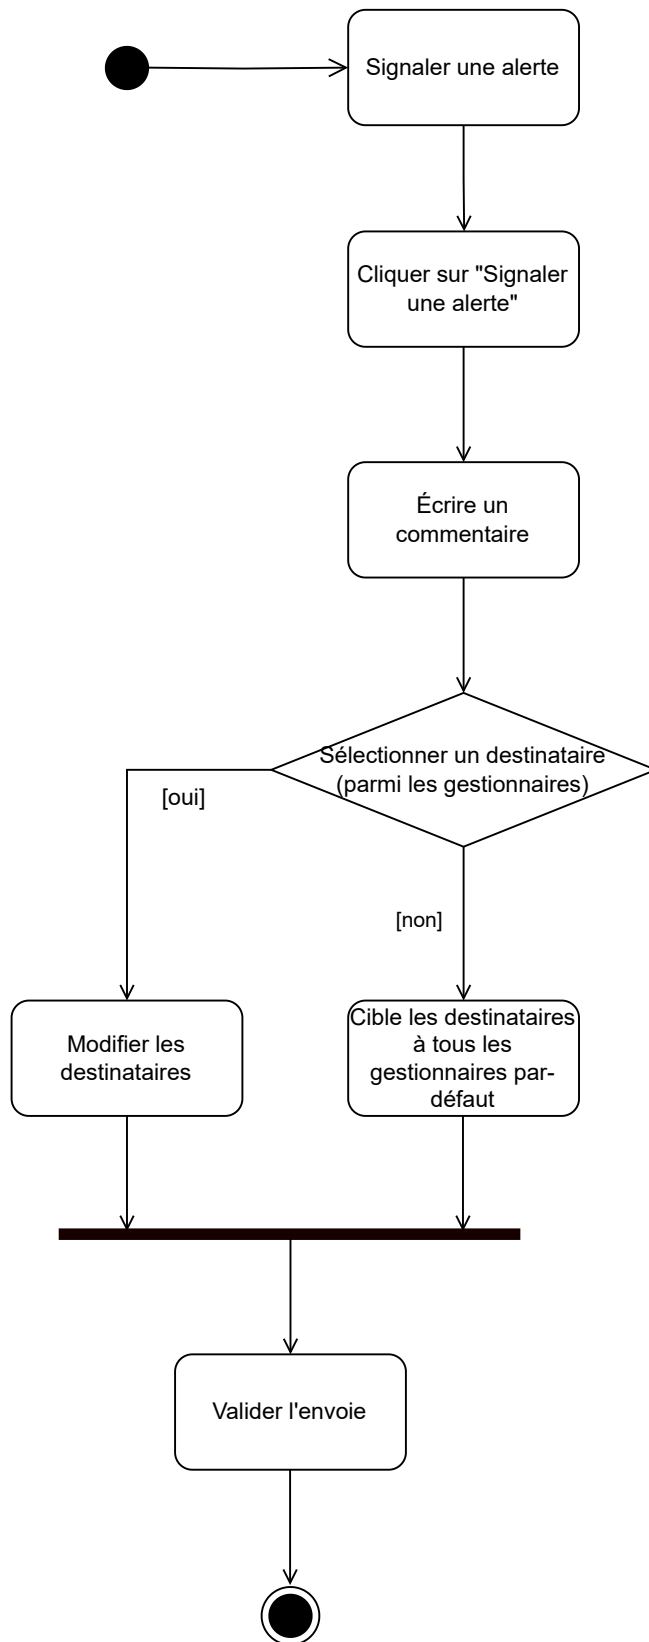 Signaler une alerte
Cliquer sur "Signaler
une alerte"
Écrire un
commentaire
Sélectionner un destinataire
(parmi les gestionnaires)
[oui]
[non]
Modifier les
destinataires
Cible les destinataires
à tous les
gestionnaires par-
défaut
Valider l'envoie